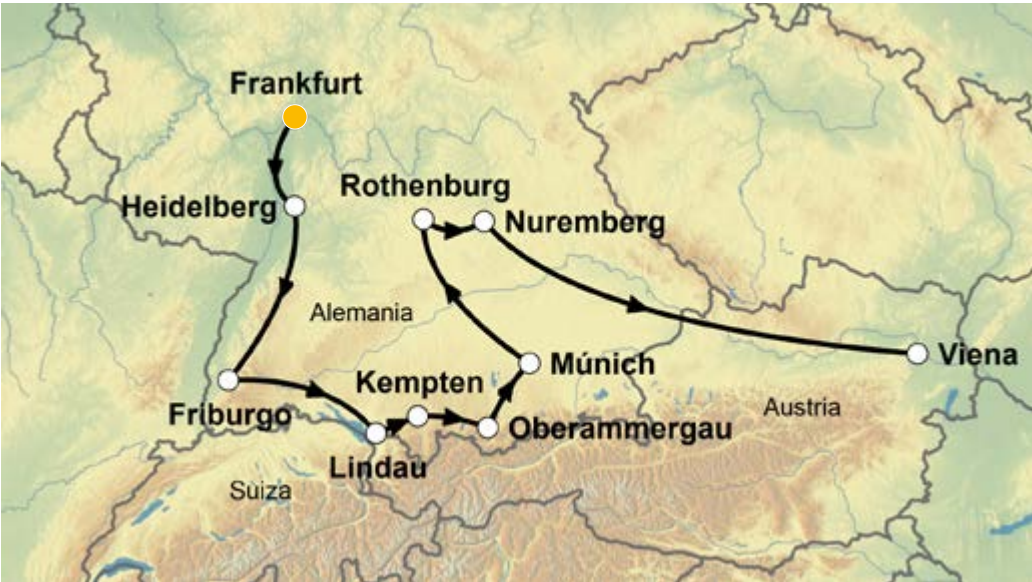 Frankfurt
Rothenburg
Heidelberg
Nuremberg
Alemania
Viena
Múnich
Kempten
Friburgo
Austria
Oberammergau
Lindau
Suiza